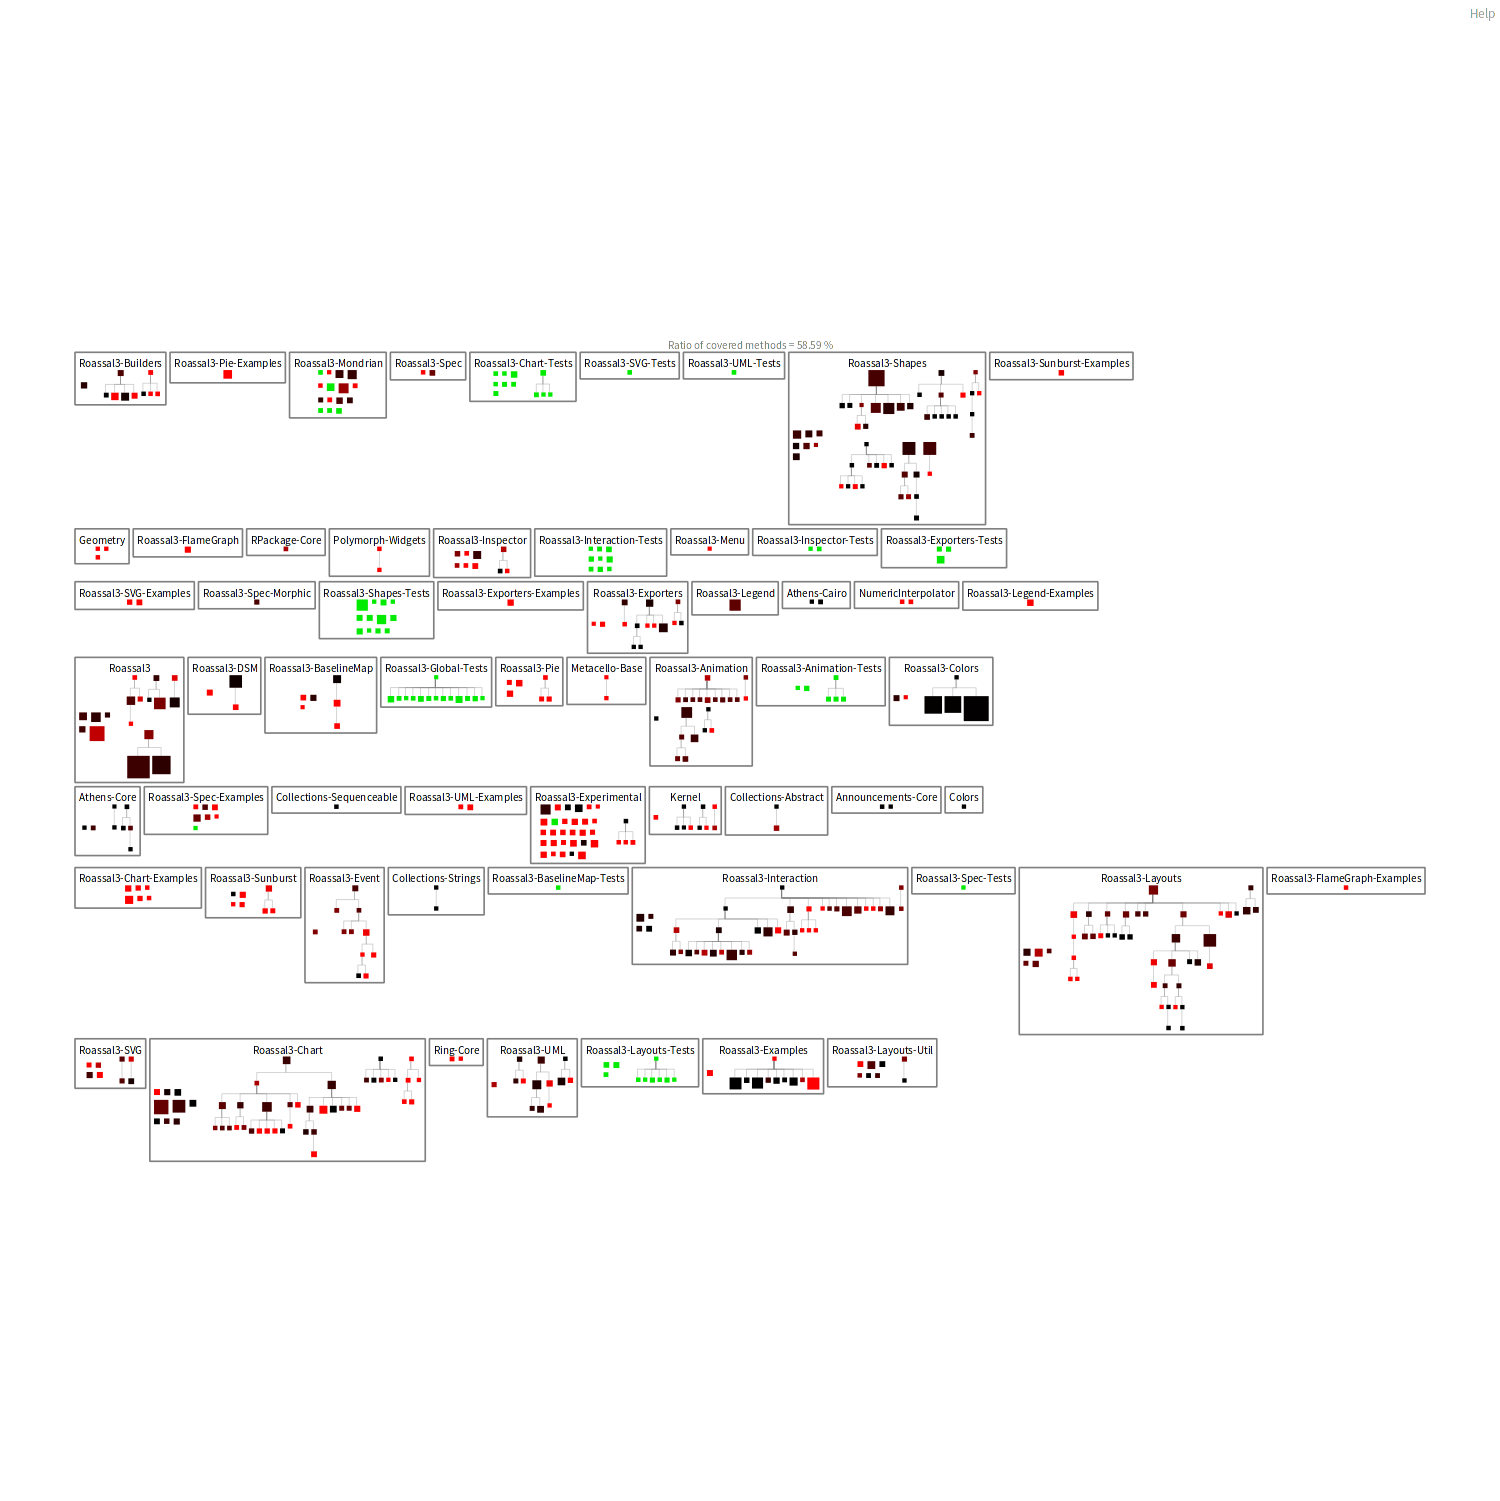 Help
Ratio of covered methods = 58.59 %
Roassal3-Builders
Roassal3-Pie-Examples
Roassal3-Mondrian
Roassal3-Spec
Roassal3-Chart-Tests
Roassal3-SVG-Tests
Roassal3-UML-Tests
Roassal3-Shapes
Roassal3-Sunburst-Examples
Geometry
Roassal3-FlameGraph
RPackage-Core
Polymorph-Widgets
Roassal3-Inspector
Roassal3-Interaction-Tests
Roassal3-Menu
Roassal3-Inspector-Tests
Roassal3-Exporters-Tests
Roassal3-SVG-Examples
Roassal3-Spec-Morphic
Roassal3-Shapes-Tests
Roassal3-Exporters-Examples
Roassal3-Exporters
Roassal3-Legend
Athens-Cairo
NumericInterpolator
Roassal3-Legend-Examples
Roassal3
Roassal3-DSM
Roassal3-BaselineMap
Roassal3-Global-Tests
Roassal3-Pie
Metacello-Base
Roassal3-Animation
Roassal3-Animation-Tests
Roassal3-Colors
Athens-Core
Roassal3-Spec-Examples
Collections-Sequenceable
Roassal3-UML-Examples
Roassal3-Experimental
Kernel
Collections-Abstract
Announcements-Core
Colors
Roassal3-Chart-Examples
Roassal3-Sunburst
Roassal3-Event
Collections-Strings
Roassal3-BaselineMap-Tests
Roassal3-Interaction
Roassal3-Spec-Tests
Roassal3-Layouts
Roassal3-FlameGraph-Examples
Roassal3-SVG
Roassal3-Chart
Ring-Core
Roassal3-UML
Roassal3-Layouts-Tests
Roassal3-Examples
Roassal3-Layouts-Util